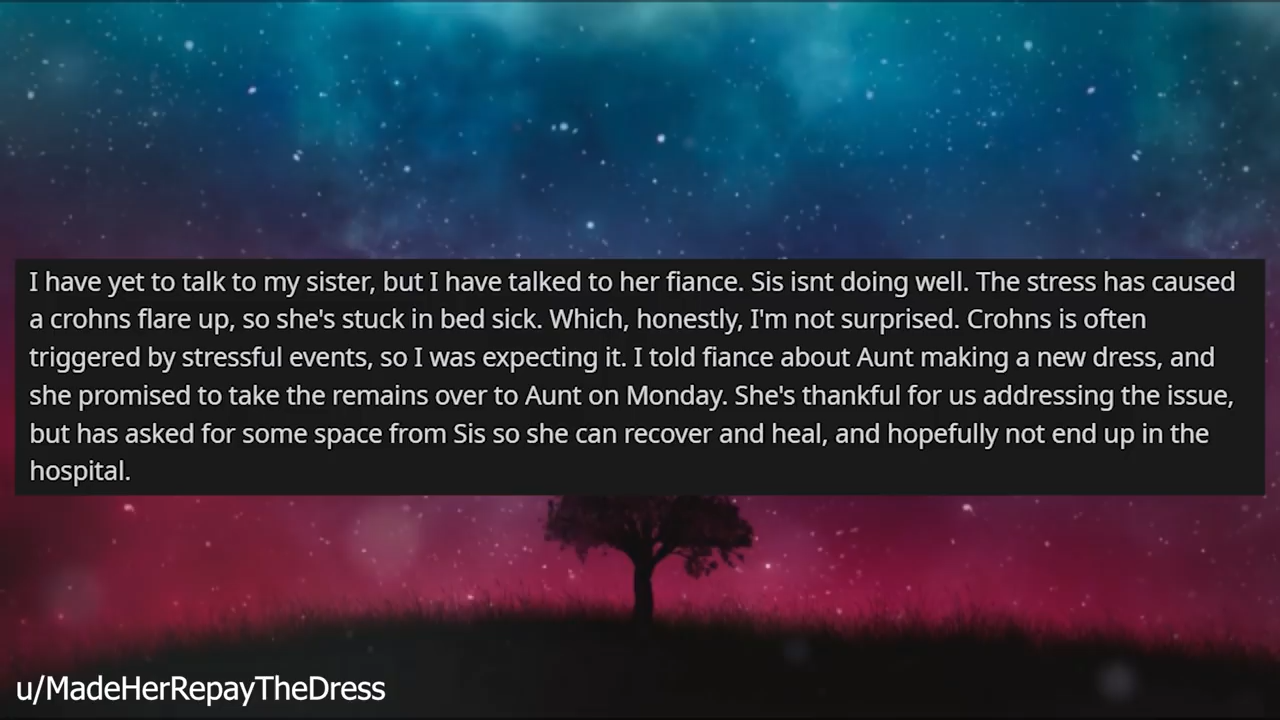 I have yet to talk to my sister, but I have talked to her fiance. Sis isnt doing well. The stress has caused
a crohns flare up, so she's stuck in bed sick. Which, honestly, I'm not surprised. Crohns is often
triggered by stressful events, so I was expecting it. I told fiance about Aunt making a new dress, and
she promised to take the remains over to Aunt on Monday. She's thankful for us addressing the issue,
but has asked for some space from Sis so she can recover and heal, and hopefully not end up in the
hospital.
u/MadeHerRepayTheDress